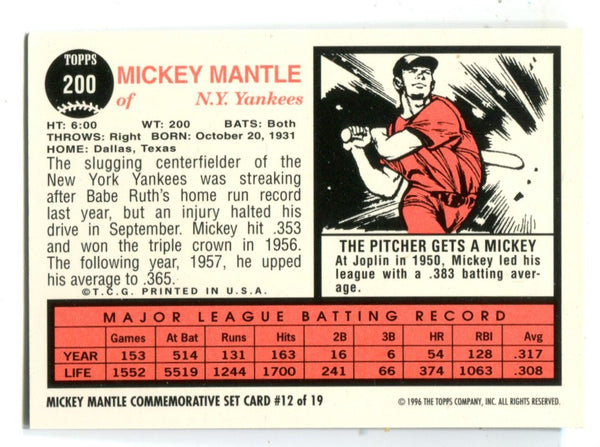 TOPPS
200
MICKEY MANTLE
of N.Y. Yankees
HT: 6:00 WT: 200 BATS: Both
THROWS: Right BORN: October 20, 1931
HOME: Dallas, Texas
The slugging centerfielder of the
New York Yankees was streaking
after Babe Ruth's home run record
last year, but an injury halted his
drive in September. Mickey hit .353
and won the triple crown in 1956.
The following year, 1957, he upped
his average to .365.
©T.C.G. PRINTED IN U.S.A.
THE PITCHER GETS A MICKEY
At Joplin in 1950, Mickey led his
league with a .383 batting aver-
age.
MAJOR LEAGUE BATTING RECORD
Games At Bat Runs Hits 2B 3B HR RBI Avg
YEAR 153 514 131 163 16 6 54 128 .317
LIFE 1552 5519 1244 1700 241 66 374 1063 .308
MICKEY MANTLE COMMEMORATIVE SET CARD #12 of 19
© 1996 THE TOPPS COMPANY, INC. ALL RIGHTS RESERVED.